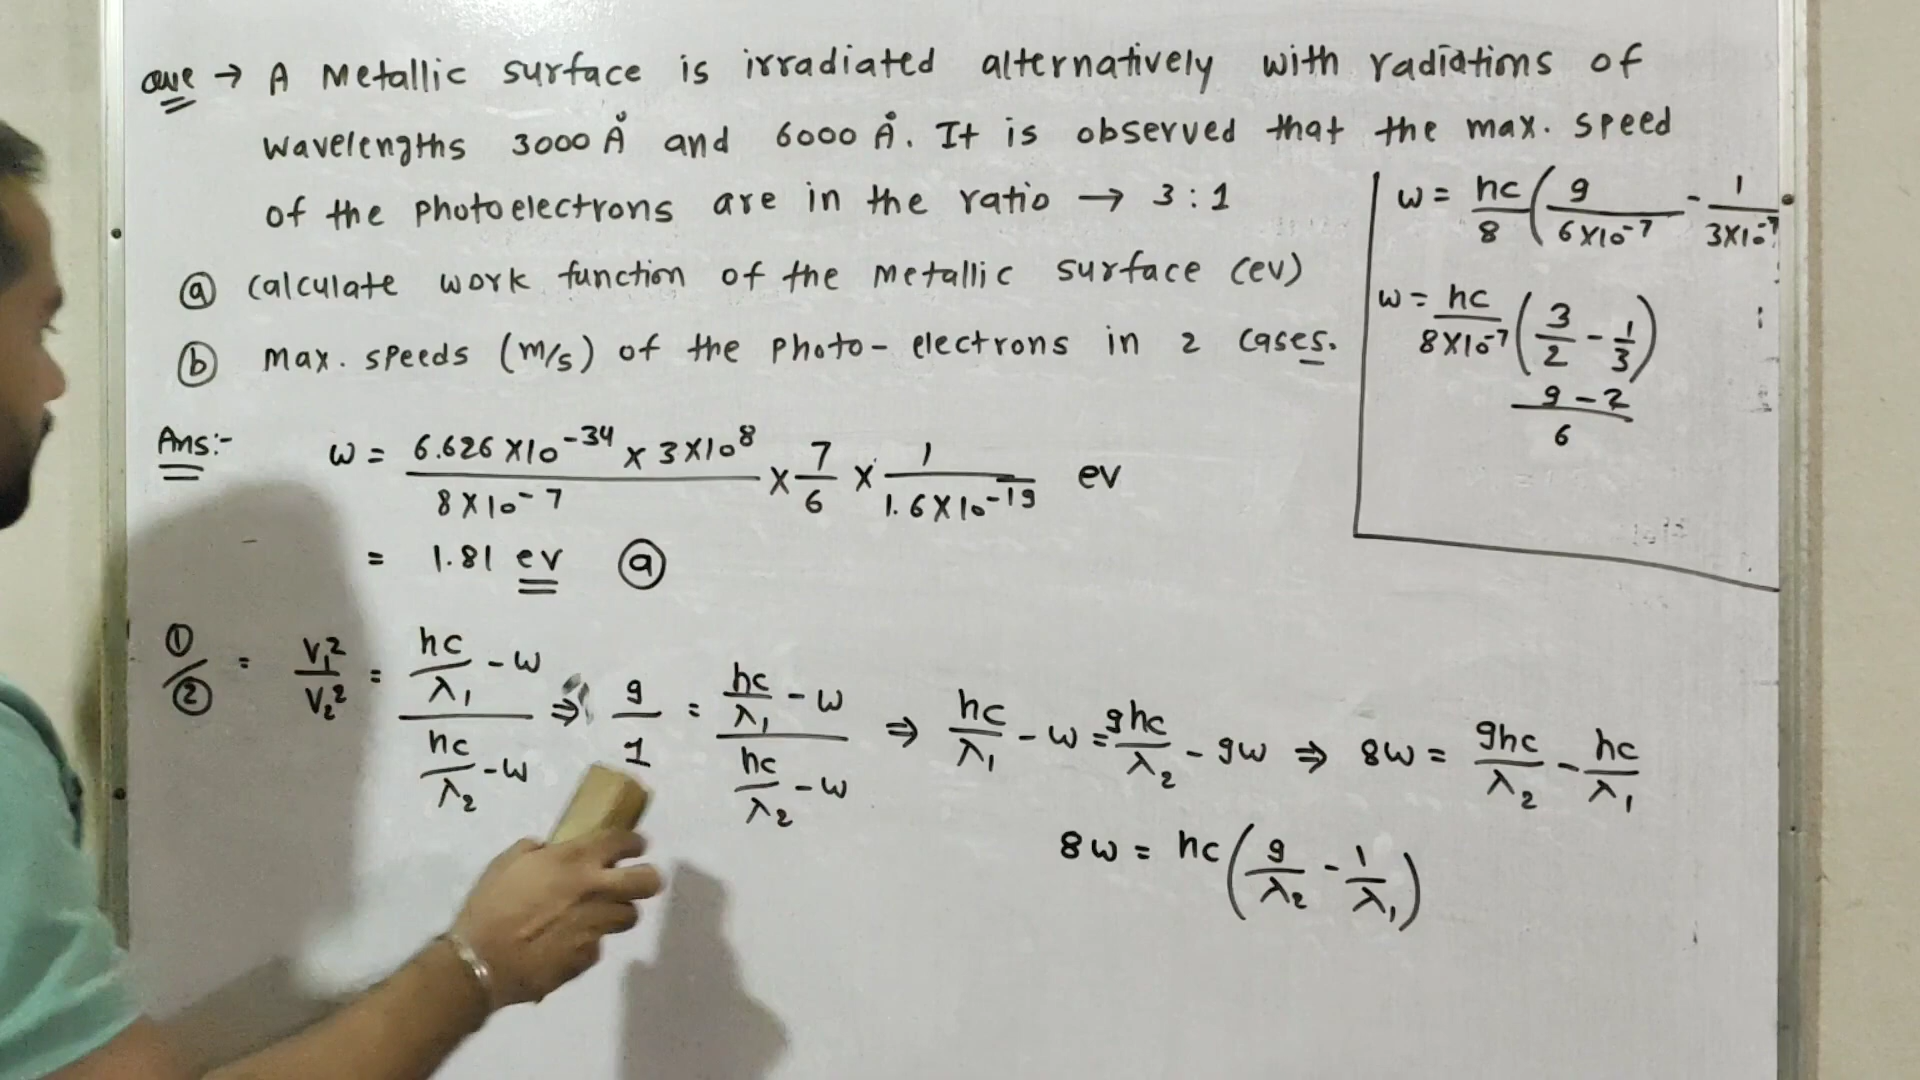 Que → A Metallic surface is irradiated alternatively with radiations of
wavelengths 3000 Å and 6000 Å. It is observed that the max. speed
of the photoelectrons are in the ratio → 3 : 1
(a) calculate work function of the metallic surface (ev)
(b) max. speeds (m/s) of the photo-electrons in 2 cases.
w = hc/8 (9/6×10⁻⁷ - 1/3×10⁻⁷
w = hc/8×10⁻⁷ (3/2 - 1/3)
9-2/6
Ans:- w = 6.626×10⁻³⁴ × 3×10⁸/8×10⁻⁷ × 7/6 × 1/1.6×10⁻¹⁹ ev
= 1.81 ev (a)
①/② = V₁²/V₂² = hc/λ₁ - w/hc/λ₂ - w ⇒ 9/1 = hc/λ₁ - w/hc/λ₂ - w ⇒ hc/λ₁ - w = 9hc/λ₂ - 9w ⇒ 8w = 9hc/λ₂ - hc/λ₁
8w = hc (9/λ₂ - 1/λ₁)